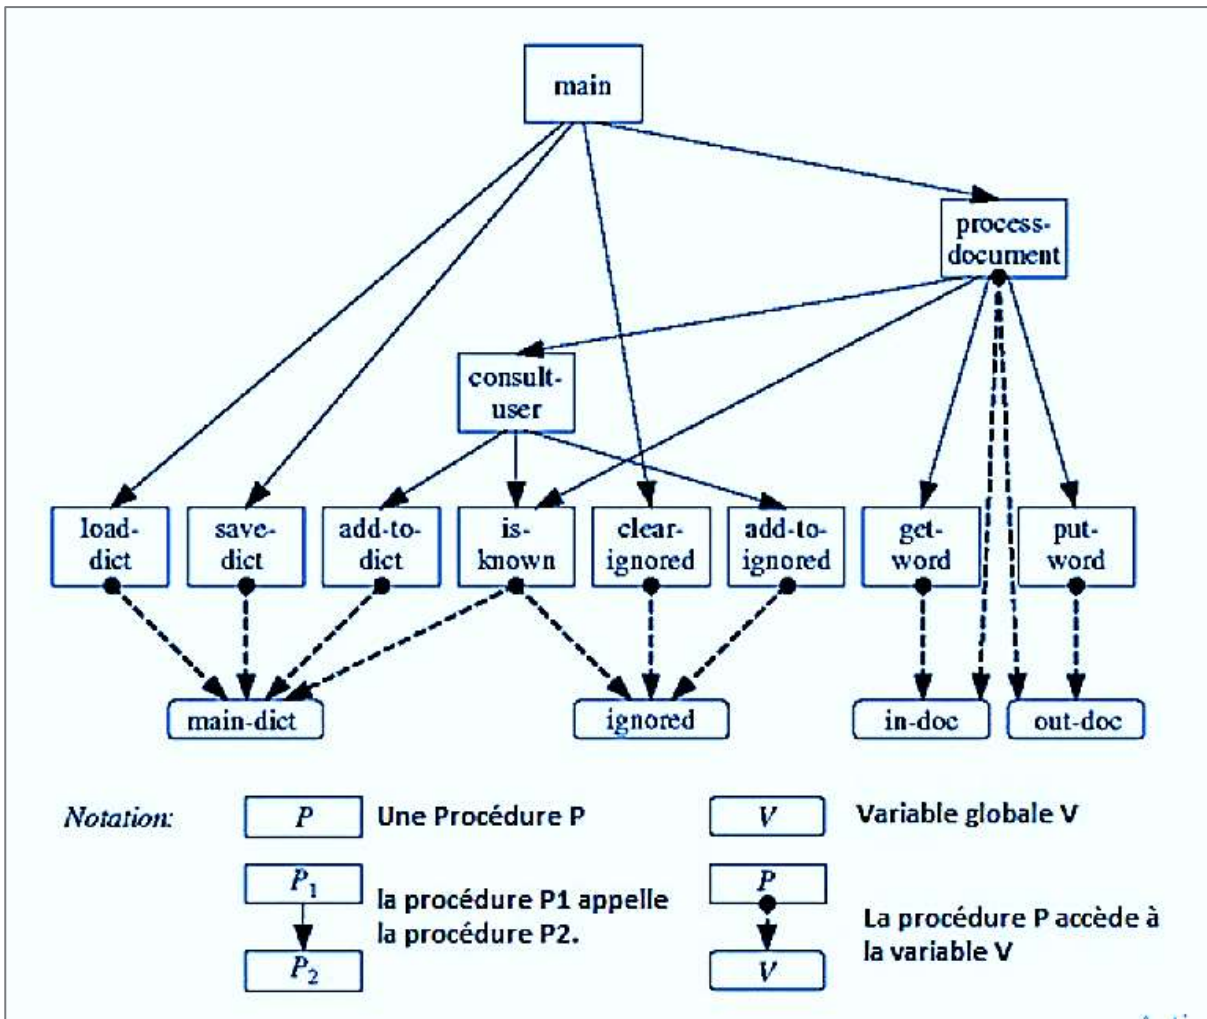 main
process-
document
consult-
user
load-
dict
save-
dict
add-to-
dict
is-
known
clear-
ignored
add-to-
ignored
get-
word
put-
word
main-dict
ignored
in-doc
out-doc
Notation:
P
Une Procédure P
V
Variable globale V
P1
la procédure P1 appelle
la procédure P2.
P2
P
La procédure P accède à
la variable V
V